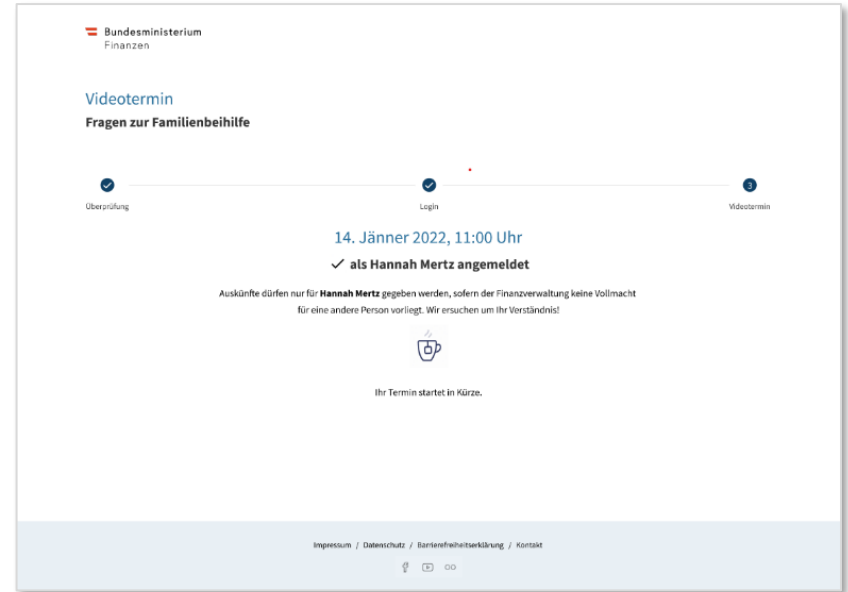 Bundesministerium
Finanzen
Videotermin
Fragen zur Familienbeihilfe
3
Überprüfung Login Videotermin
14. Jänner 2022, 11:00 Uhr
als Hannah Mertz angemeldet
Auskünfte dürfen nur für Hannah Mertz gegeben werden, sofern der Finanzverwaltung keine Vollmacht
für eine andere Person vorliegt. Wir ersuchen um Ihr Verständnis!
Ihr Termin startet in Kürze.
Impressum / Datenschutz / Barrierefreiheitserklärung / Kontakt